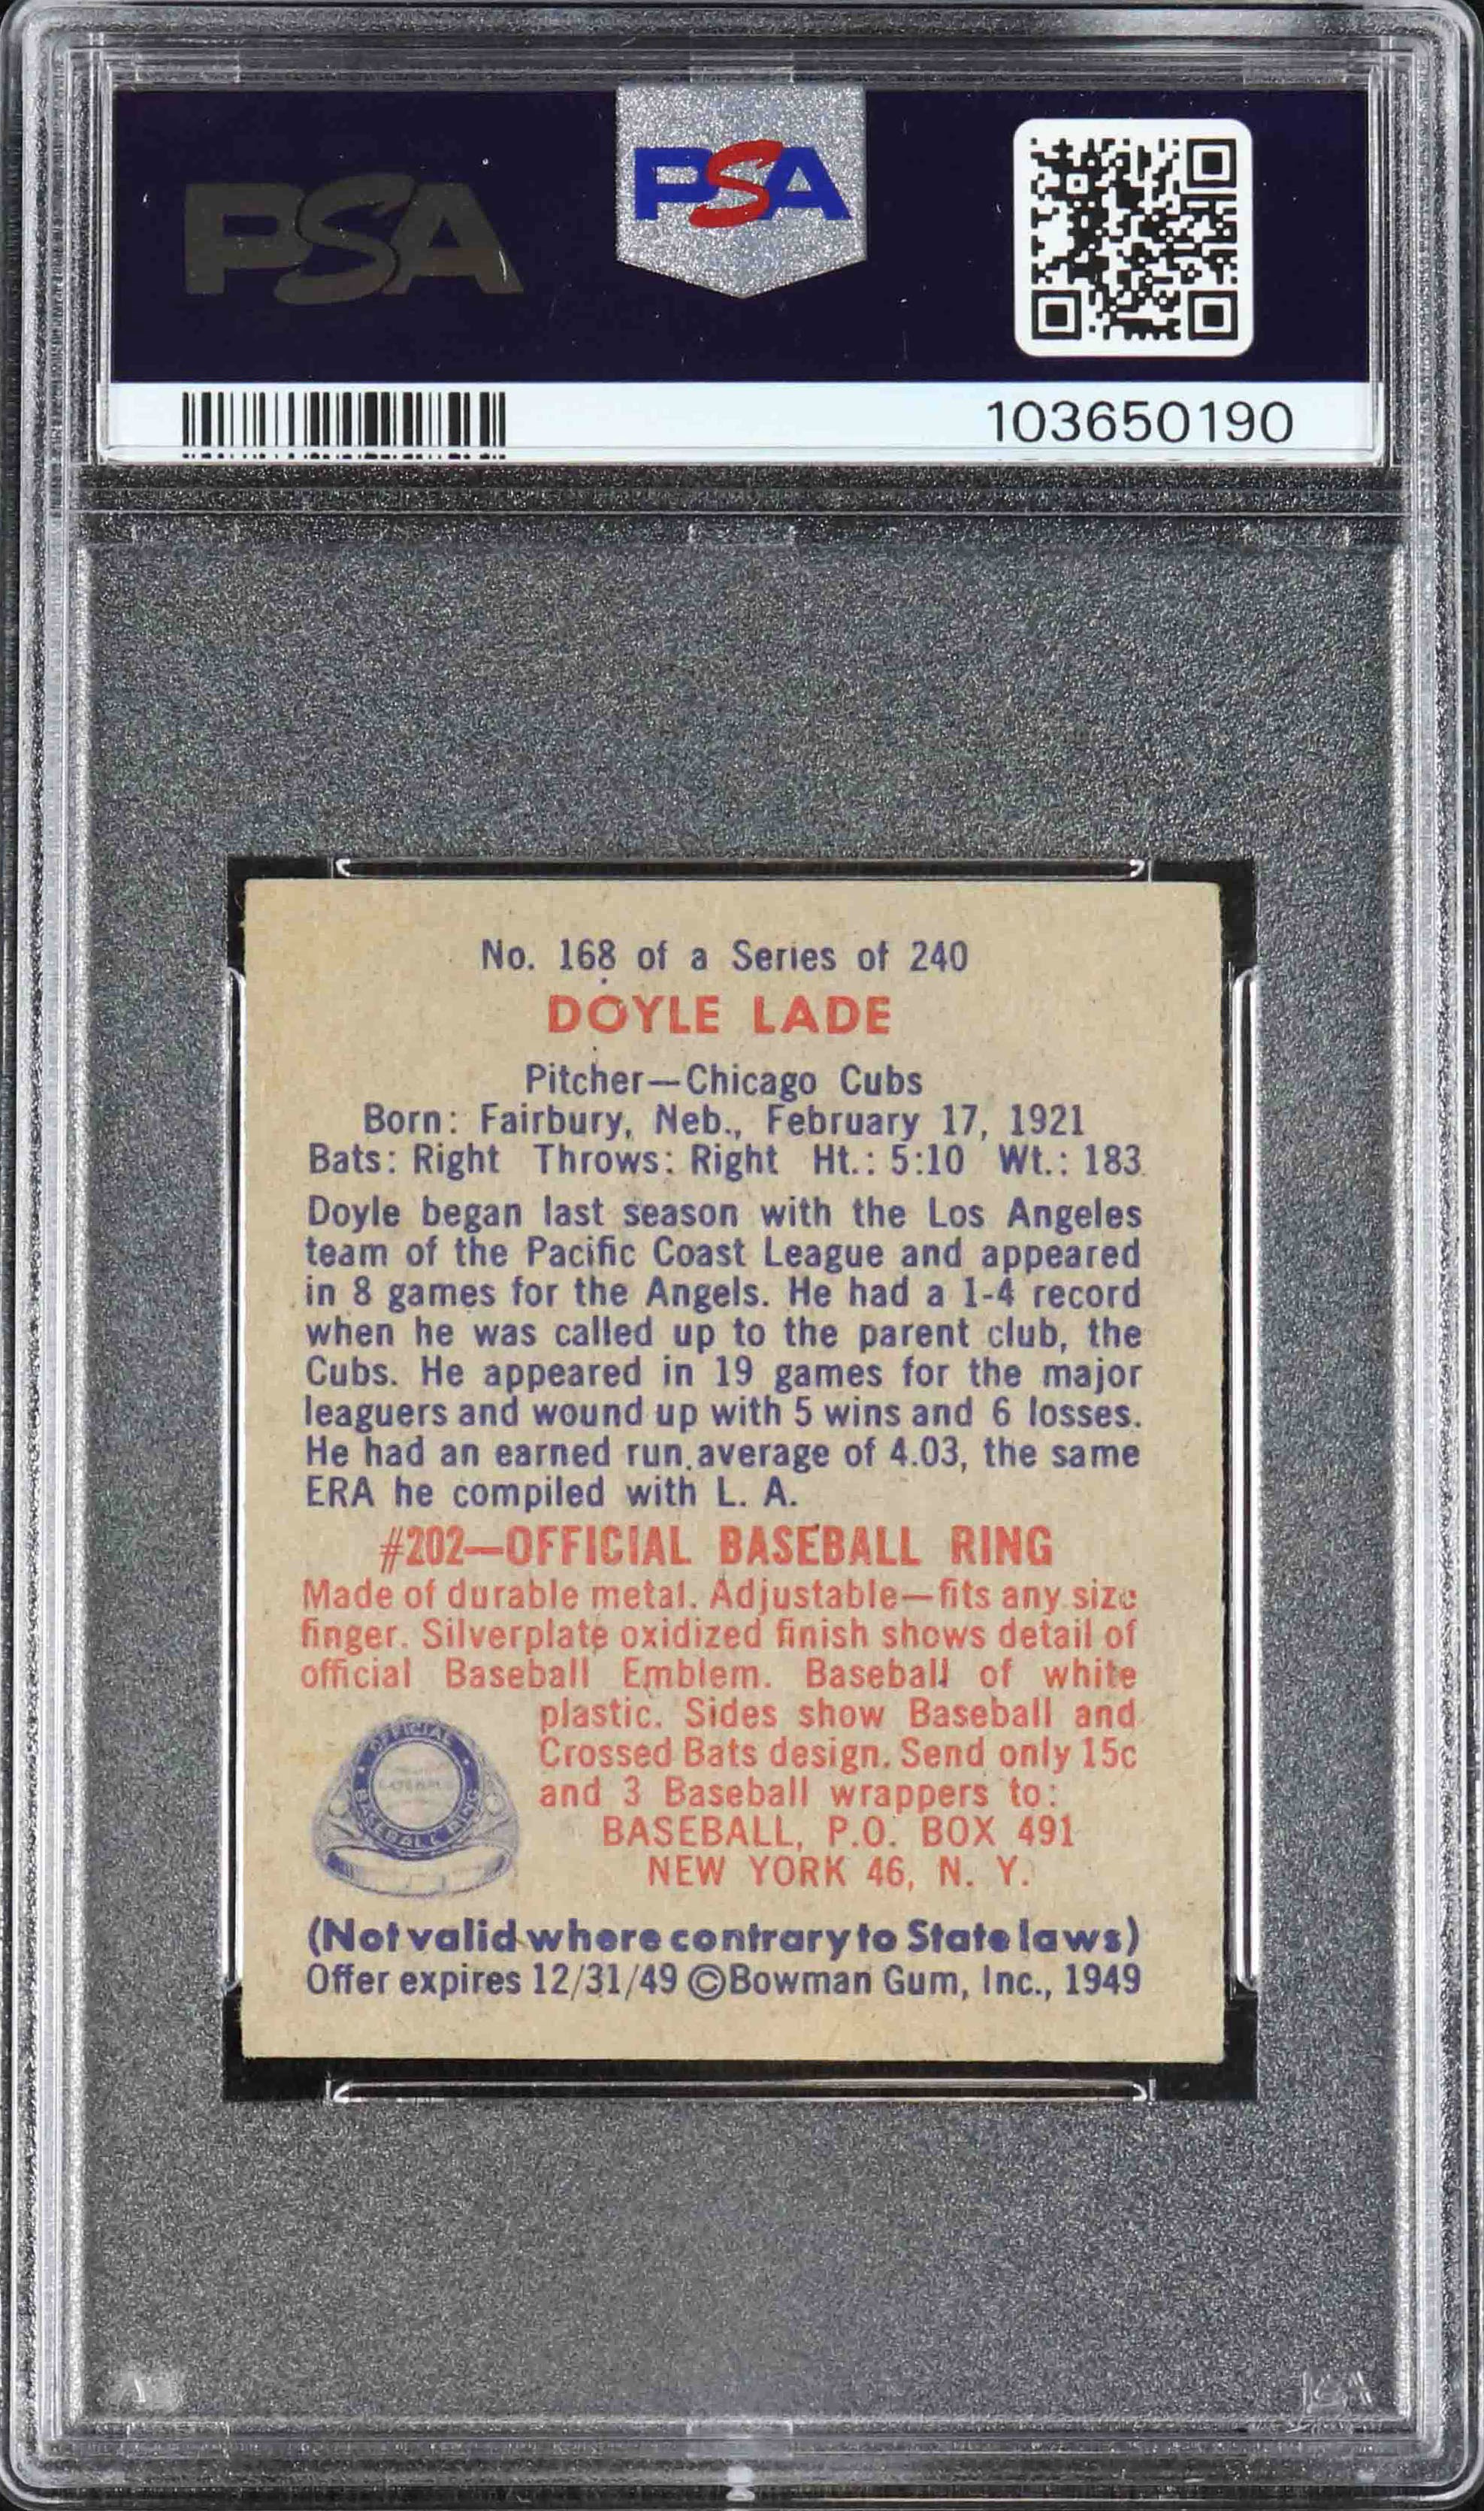 PSA
PSA
103650190
No. 168 of a Series of 240
DOYLE LADE
Pitcher—Chicago Cubs
Born: Fairbury, Neb., February 17, 1921
Bats: Right Throws: Right Ht.: 5:10 Wt.: 183
Doyle began last season with the Los Angeles
team of the Pacific Coast League and appeared
in 8 games for the Angels. He had a 1-4 record
when he was called up to the parent club, the
Cubs. He appeared in 19 games for the major
leaguers and wound up with 5 wins and 6 losses.
He had an earned run average of 4.03, the same
ERA he compiled with L. A.
#202—OFFICIAL BASEBALL RING
Made of durable metal. Adjustable—fits any size
finger. Silverplate oxidized finish shows detail of
official Baseball Emblem. Baseball of white
plastic. Sides show Baseball and
Crossed Bats design. Send only 15c
and 3 Baseball wrappers to:
BASEBALL, P.O. BOX 491
NEW YORK 46, N. Y.
OFFICIAL
BASEBALL RING
(Not valid where contrary to State laws)
Offer expires 12/31/49 ©Bowman Gum, Inc., 1949